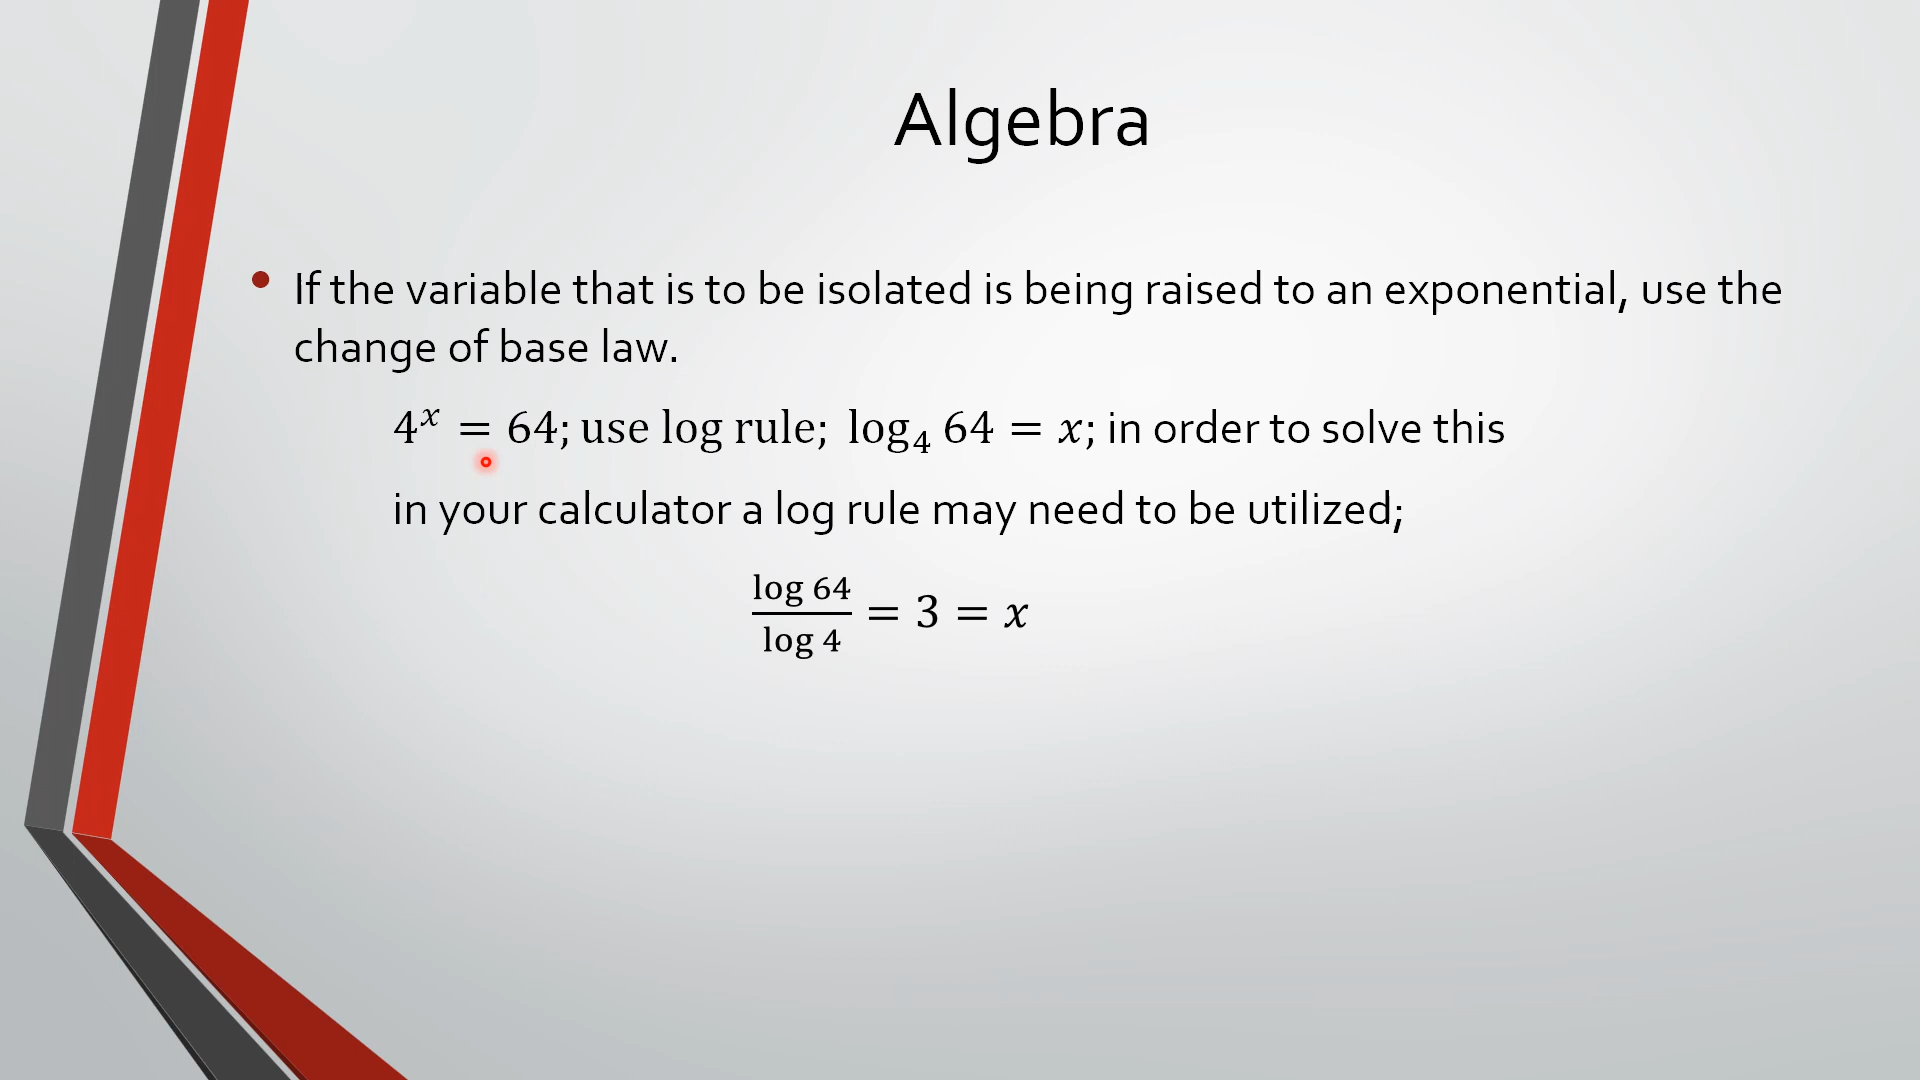 Algebra
If the variable that is to be isolated is being raised to an exponential, use the
change of base law.
4ˣ = 64; use log rule; log₄ 64 = x; in order to solve this
in your calculator a log rule may need to be utilized;
log 64 / log 4 = 3 = x